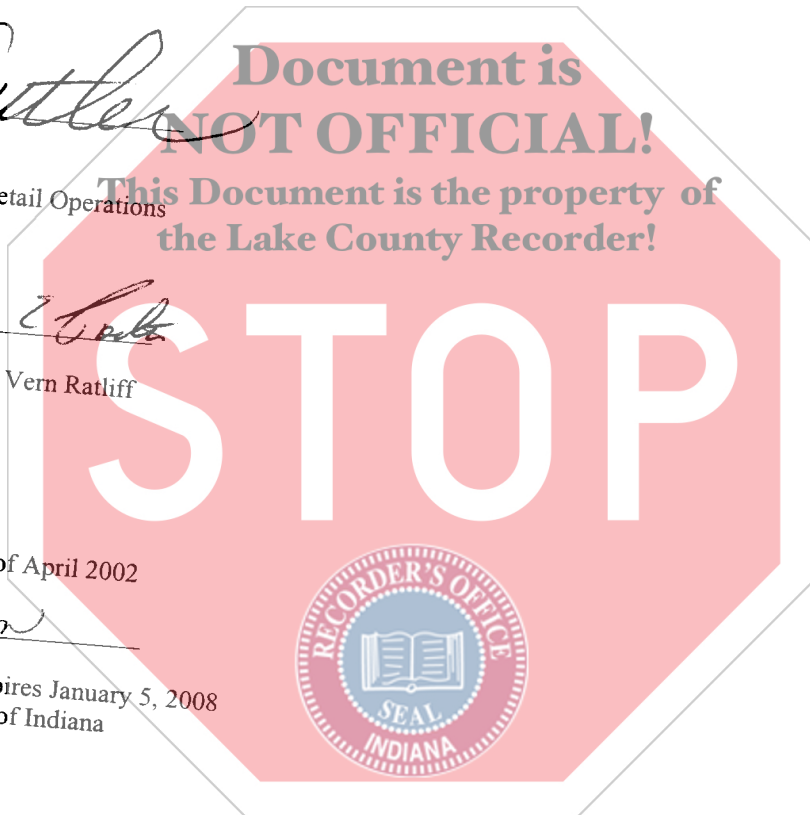 Document is
NOT OFFICIAL!
This Document is the property of
the Lake County Recorder!
etail Operations
STOP
Vern Ratliff
of April 2002
pires January 5, 2008
of Indiana
RECORDER'S OFFICE
SEAL
INDIANA